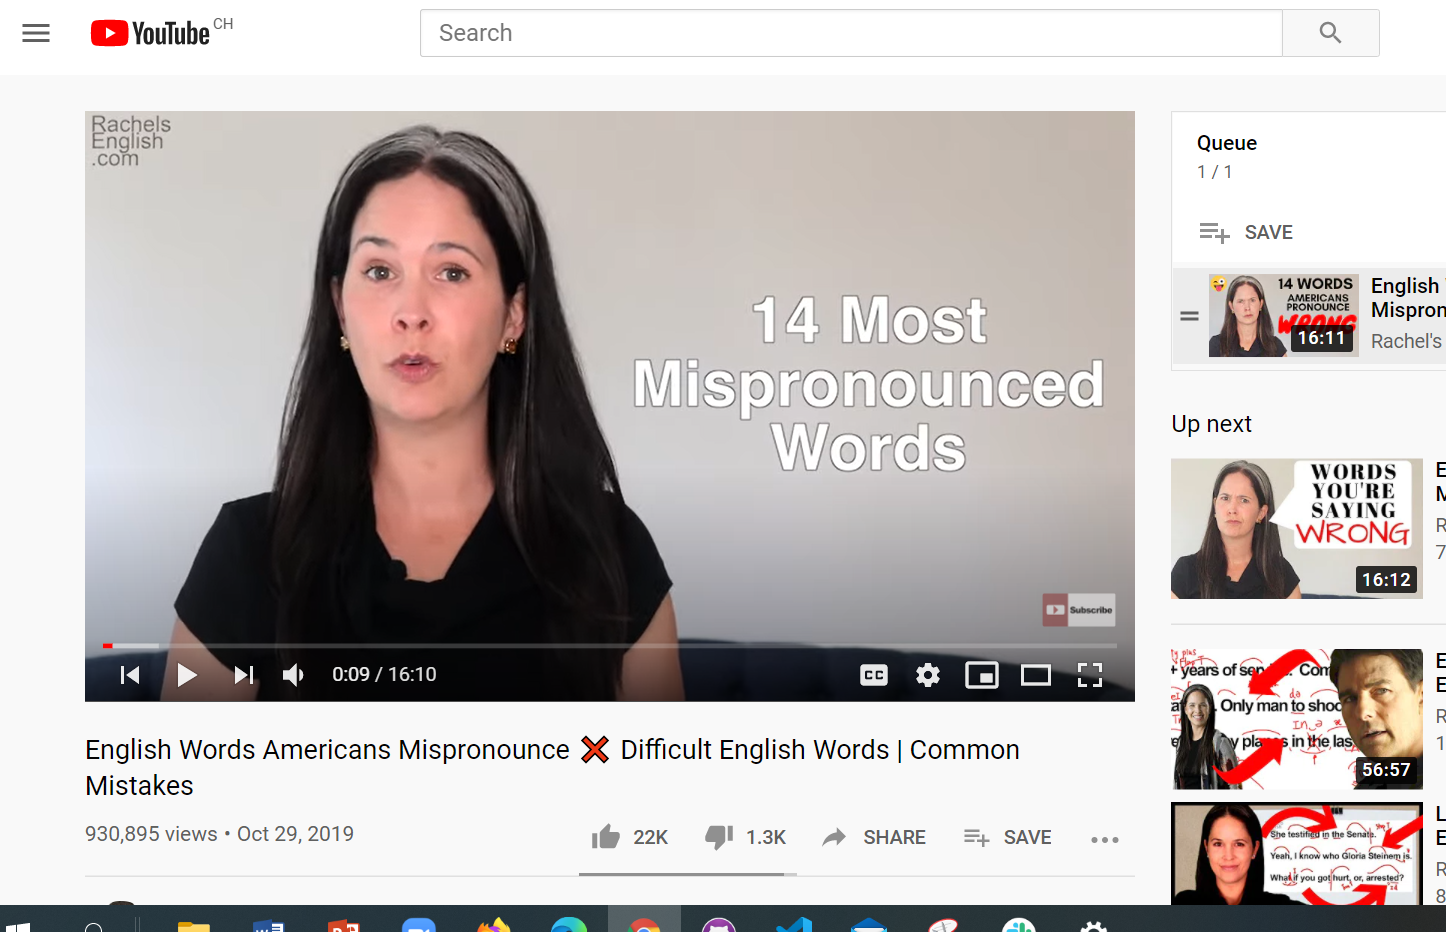 YouTube CH
Search
Rachels
English
.com
14 Most
Mispronounced
Words
Subscribe
0:09 / 16:10
CC
English Words Americans Mispronounce ❌ Difficult English Words | Common
Mistakes
930,895 views • Oct 29, 2019
22K
1.3K
SHARE
SAVE
Queue
1 / 1
SAVE
14 WORDS
AMERICANS
PRONOUNCE
WRONG
16:11
English
Mispron
Rachel's
Up next
WORDS
YOU'RE
SAYING
WRONG
16:12
E
M
R
7
+ years of Com
da
Only man to shoo
In a
places in the las
56:57
E
E
R
1
She testified in the Senate.
Yeah, I know who Gloria Steinem is.
What if you got hurt, or, arrested?
L
E
R
8